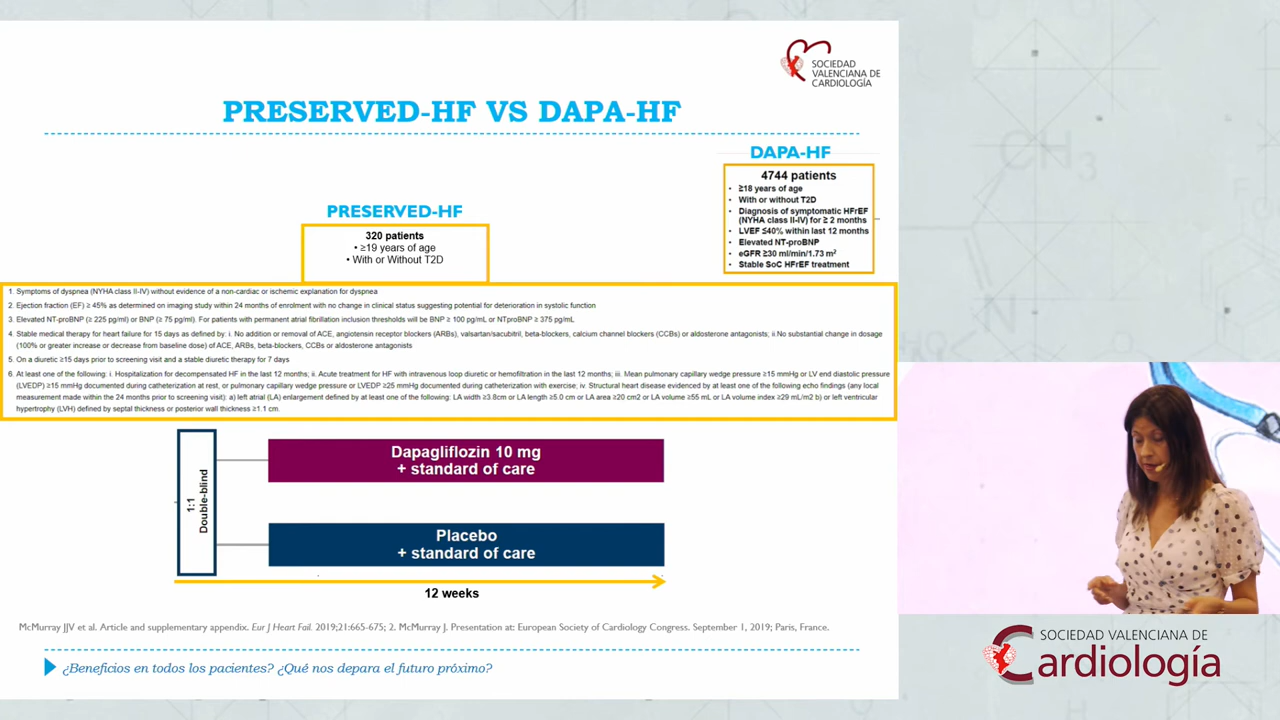 SOCIEDAD
VALENCIANA DE
CARDIOLOGÍA
PRESERVED-HF VS DAPA-HF
DAPA-HF
4744 patients
• ≥18 years of age
• With or without T2D
• Diagnosis of symptomatic HFrEF
(NYHA class II-IV) for ≥ 2 months
• LVEF ≤40% within last 12 months
• Elevated NT-proBNP
• eGFR ≥30 ml/min/1.73 m²
• Stable SoC HFrEF treatment
PRESERVED-HF
320 patients
• ≥19 years of age
• With or Without T2D
1. Symptoms of dyspnea (NYHA class II-IV) without evidence of a non-cardiac or ischemic explanation for dyspnea
2. Ejection fraction (EF) ≥ 45% as determined on imaging study within 24 months of enrolment with no change in clinical status suggesting potential for deterioration in systolic function
3. Elevated NT-proBNP (≥ 225 pg/ml) or BNP (≥ 75 pg/ml). For patients with permanent atrial fibrillation inclusion thresholds will be BNP ≥ 100 pg/mL or NTproBNP ≥ 375 pg/mL
4. Stable medical therapy for heart failure for 15 days as defined by: i. No addition or removal of ACE, angiotensin receptor blockers (ARBs), valsartan/sacubitril, beta-blockers, calcium channel blockers (CCBs) or aldosterone antagonists; ii No substantial change in dosage
(100% or greater increase or decrease from baseline dose) of ACE, ARBs, beta-blockers, CCBs or aldosterone antagonists
5. On a diuretic ≥15 days prior to screening visit and a stable diuretic therapy for 7 days
6. At least one of the following: i. Hospitalization for decompensated HF in the last 12 months; ii. Acute treatment for HF with intravenous loop diuretic or hemofiltration in the last 12 months; iii. Mean pulmonary capillary wedge pressure ≥15 mmHg or LV end diastolic pressure
(LVEDP) ≥15 mmHg documented during catheterization at rest, or pulmonary capillary wedge pressure or LVEDP ≥25 mmHg documented during catheterization with exercise; iv. Structural heart disease evidenced by at least one of the following echo findings (any local
measurement made within the 24 months prior to screening visit): a) left atrial (LA) enlargement defined by at least one of the following: LA width ≥3.8cm or LA length ≥5.0 cm or LA area ≥20 cm2 or LA volume ≥55 mL or LA volume index ≥29 mL/m2 b) or left ventricular
hypertrophy (LVH) defined by septal thickness or posterior wall thickness ≥1.1 cm.
1:1
Double-blind
Dapagliflozin 10 mg
+ standard of care
Placebo
+ standard of care
12 weeks
McMurray JJV et al. Article and supplementary appendix. Eur J Heart Fail. 2019;21:665-675; 2. McMurray J. Presentation at: European Society of Cardiology Congress. September 1, 2019; Paris, France.
¿Beneficios en todos los pacientes? ¿Qué nos depara el futuro próximo?
CH3
N
SOCIEDAD VALENCIANA DE
Cardiología